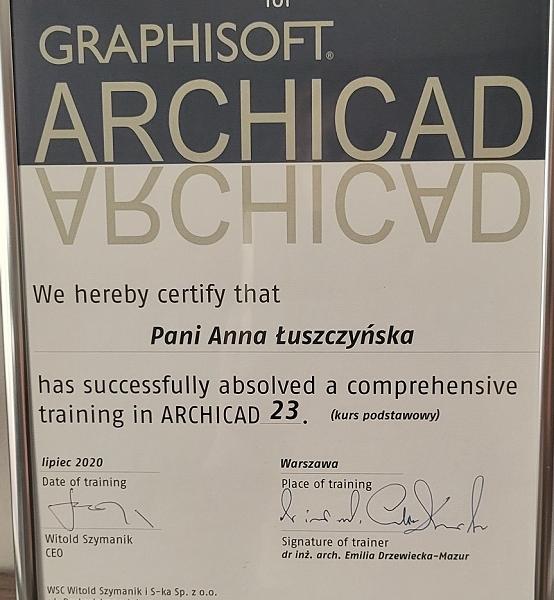 for
GRAPHISOFT®
ARCHICAD
ARCHICAD
We hereby certify that
Pani Anna Łuszczyńska
has successfully absolved a comprehensive
training in ARCHICAD 23. (kurs podstawowy)
lipiec 2020
Date of training
Warszawa
Place of training
Witold Szymanik
CEO
Signature of trainer
dr inż. arch. Emilia Drzewiecka-Mazur
WSC Witold Szymanik i S-ka Sp. z o.o.